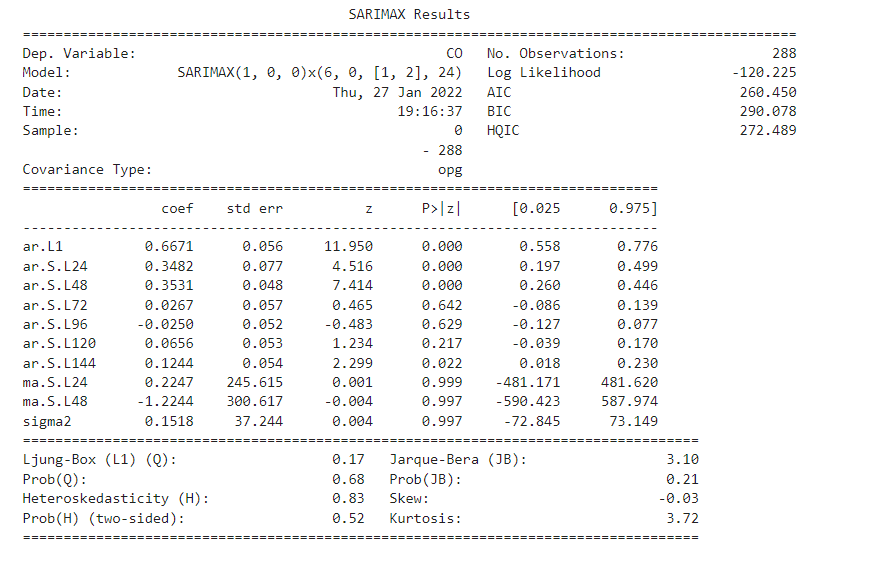 SARIMAX Results
==========================================================================================
Dep. Variable: CO No. Observations: 288
Model: SARIMAX(1, 0, 0)x(6, 0, [1, 2], 24) Log Likelihood -120.225
Date: Thu, 27 Jan 2022 AIC 260.450
Time: 19:16:37 BIC 290.078
Sample: 0 HQIC 272.489
- 288
Covariance Type: opg
==============================================================================
coef std err z P>|z| [0.025 0.975]
------------------------------------------------------------------------------
ar.L1 0.6671 0.056 11.950 0.000 0.558 0.776
ar.S.L24 0.3482 0.077 4.516 0.000 0.197 0.499
ar.S.L48 0.3531 0.048 7.414 0.000 0.260 0.446
ar.S.L72 0.0267 0.057 0.465 0.642 -0.086 0.139
ar.S.L96 -0.0250 0.052 -0.483 0.629 -0.127 0.077
ar.S.L120 0.0656 0.053 1.234 0.217 -0.039 0.170
ar.S.L144 0.1244 0.054 2.299 0.022 0.018 0.230
ma.S.L24 0.2247 245.615 0.001 0.999 -481.171 481.620
ma.S.L48 -1.2244 300.617 -0.004 0.997 -590.423 587.974
sigma2 0.1518 37.244 0.004 0.997 -72.845 73.149
===================================================================================
Ljung-Box (L1) (Q): 0.17 Jarque-Bera (JB): 3.10
Prob(Q): 0.68 Prob(JB): 0.21
Heteroskedasticity (H): 0.83 Skew: -0.03
Prob(H) (two-sided): 0.52 Kurtosis: 3.72
===================================================================================